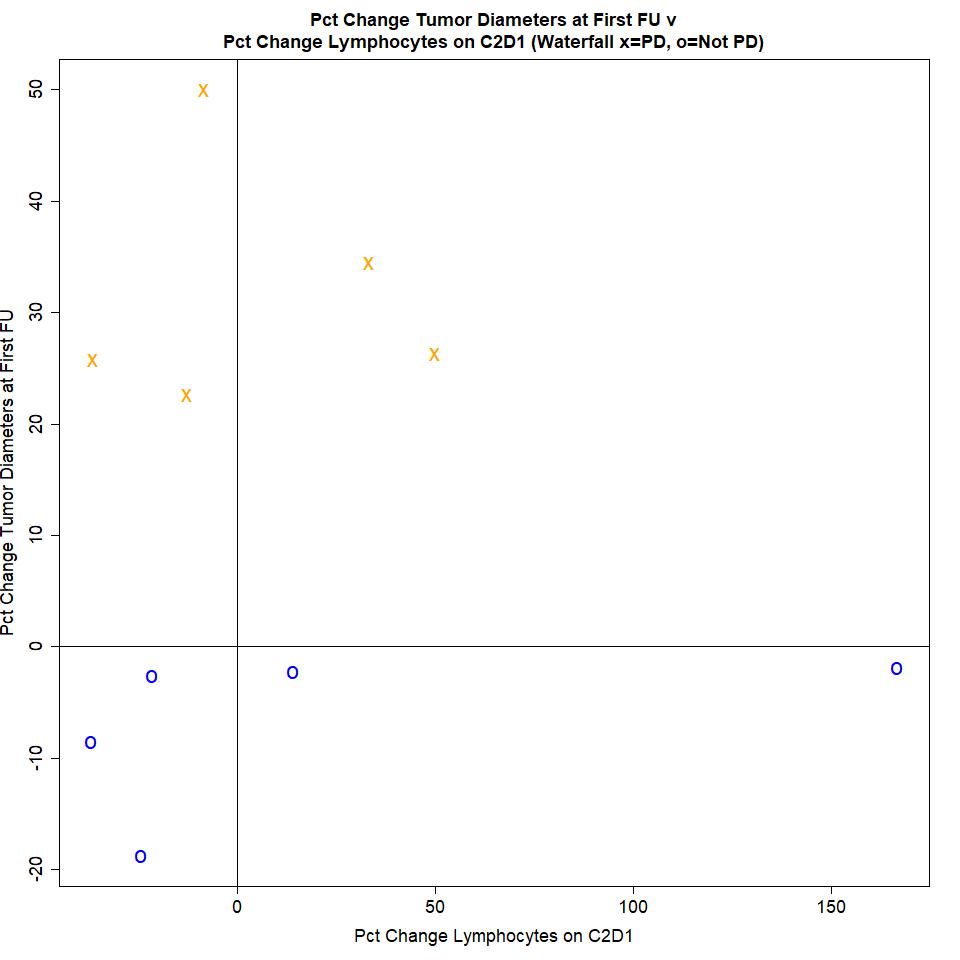 Pct Change Tumor Diameters at First FU v
Pct Change Lymphocytes on C2D1 (Waterfall x=PD, o=Not PD)
Pct Change Tumor Diameters at First FU
50
40
30
20
10
0
-10
-20
X
X
X
X
X
O
O
O
O
O
0
50
100
150
Pct Change Lymphocytes on C2D1